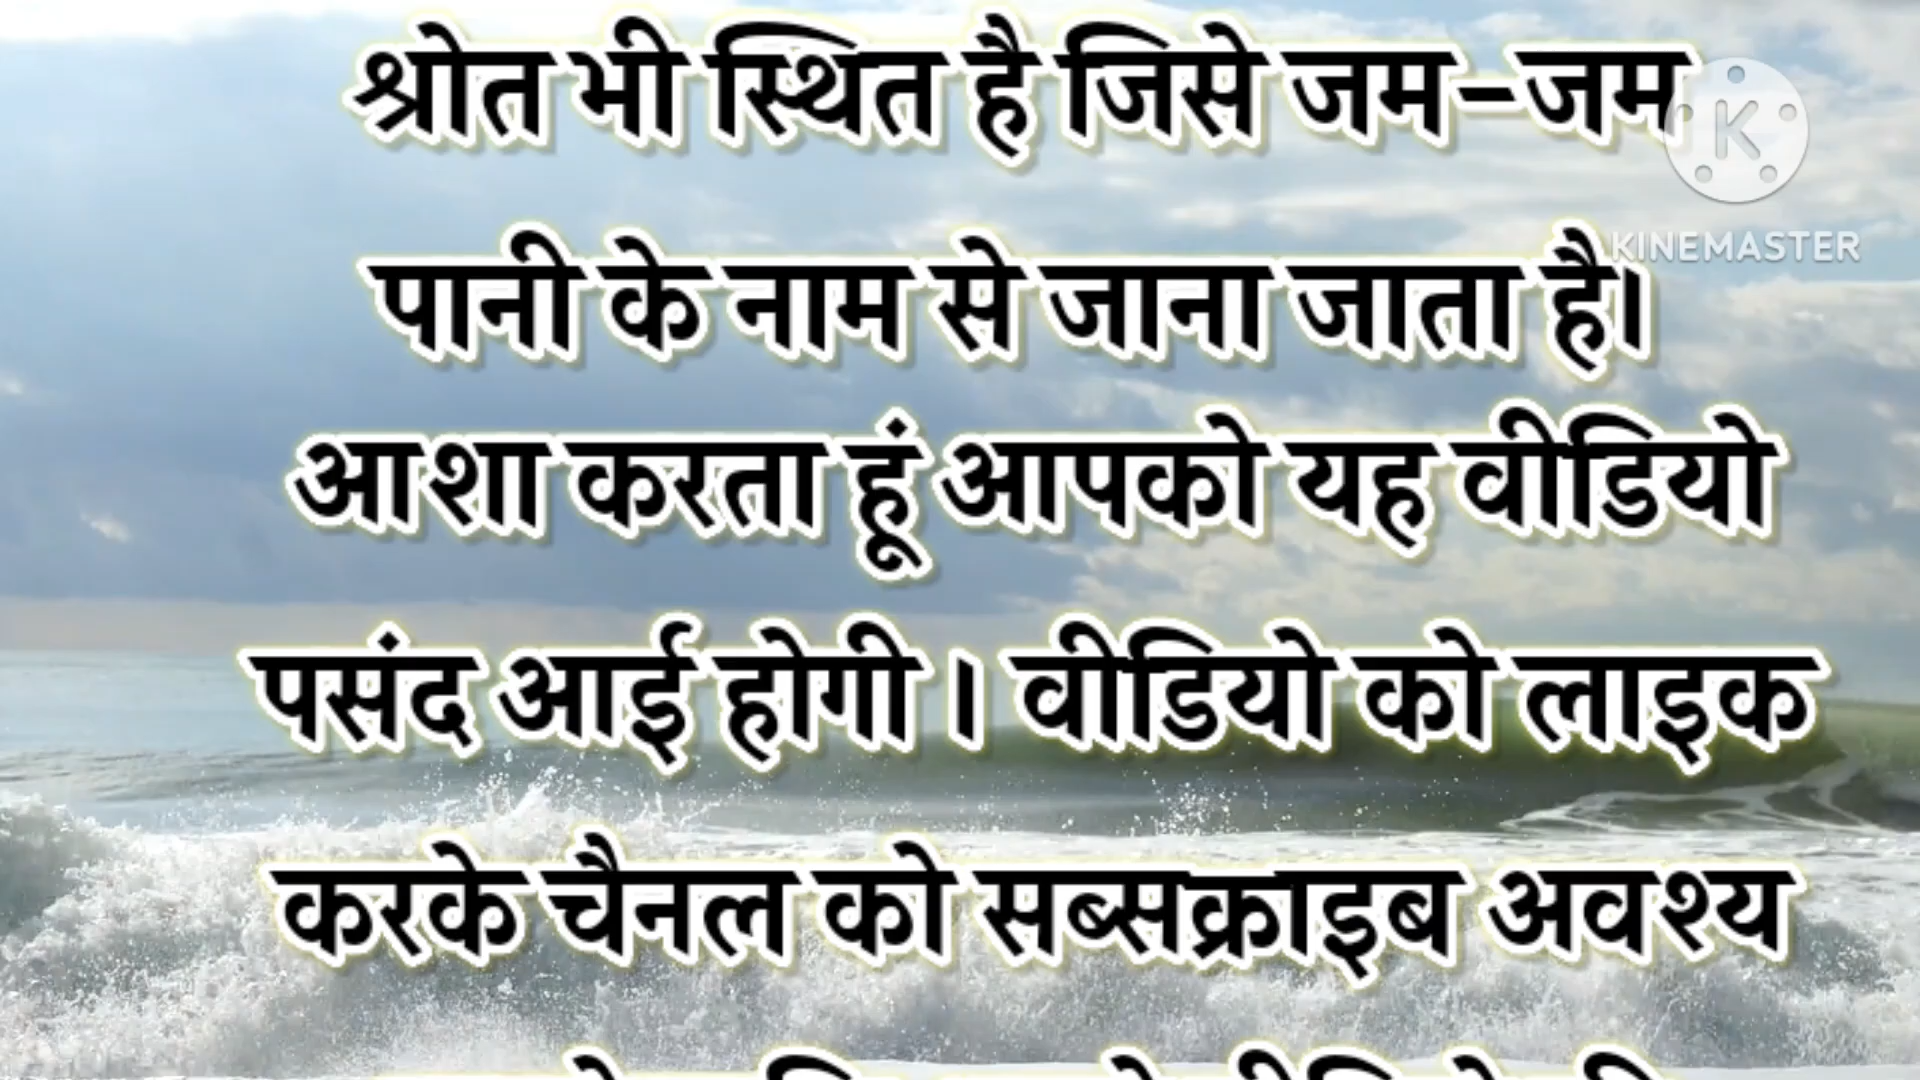 श्रोत भी स्थित है जिसे जम-जम
पानी के नाम से जाना जाता है।
आशा करता हूं आपको यह वीडियो
पसंद आई होगी । वीडियो को लाइक
करके चैनल को सब्सक्राइब अवश्य
KINEMASTER